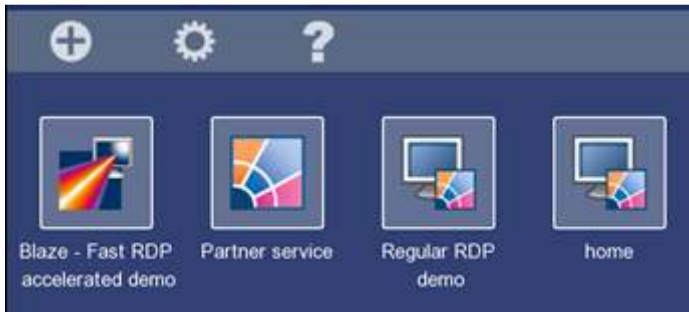 Blaze - Fast RDP
accelerated demo
Partner service
Regular RDP
demo
home